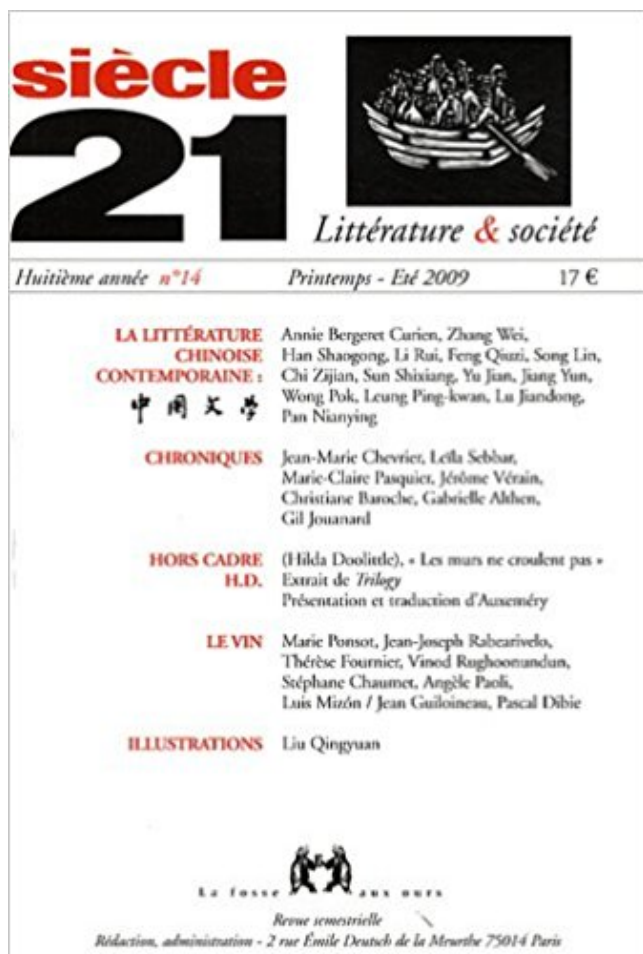 siècle
21
Littérature & société
Huitième année n°14 Printemps - Eté 2009 17 €
LA LITTÉRATURE CHINOISE CONTEMPORAINE :
中国文学
Annie Bergeret Curien, Zhang Wei,
Han Shaogong, Li Rui, Feng Qiuzi, Song Lin,
Chi Zijian, Sun Shixiang, Yu Jian, Jiang Yun,
Wong Pok, Leung Ping-kwan, Lu Jiandong,
Pan Nianying
CHRONIQUES
Jean-Marie Chevrier, Leïla Sebbar,
Marie-Claire Pasquier, Jérôme Vérain,
Christiane Baroche, Gabrielle Althen,
Gil Jouanard
HORS CADRE
H.D.
(Hilda Doolittle), « Les murs ne croulent pas »
Extrait de Trilogy
Présentation et traduction d'Auxeméry
LE VIN
Marie Ponsot, Jean-Joseph Rabearivelo,
Thérèse Fournier, Vinod Rughoonundun,
Stéphane Chaumet, Angèle Paoli,
Luis Mizón / Jean Guiloineau, Pascal Dibie
ILLUSTRATIONS
Liu Qingyuan
La fosse aux ours
Revue semestrielle
Rédaction, administration - 2 rue Émile Deutsch de la Meurthe 75014 Paris